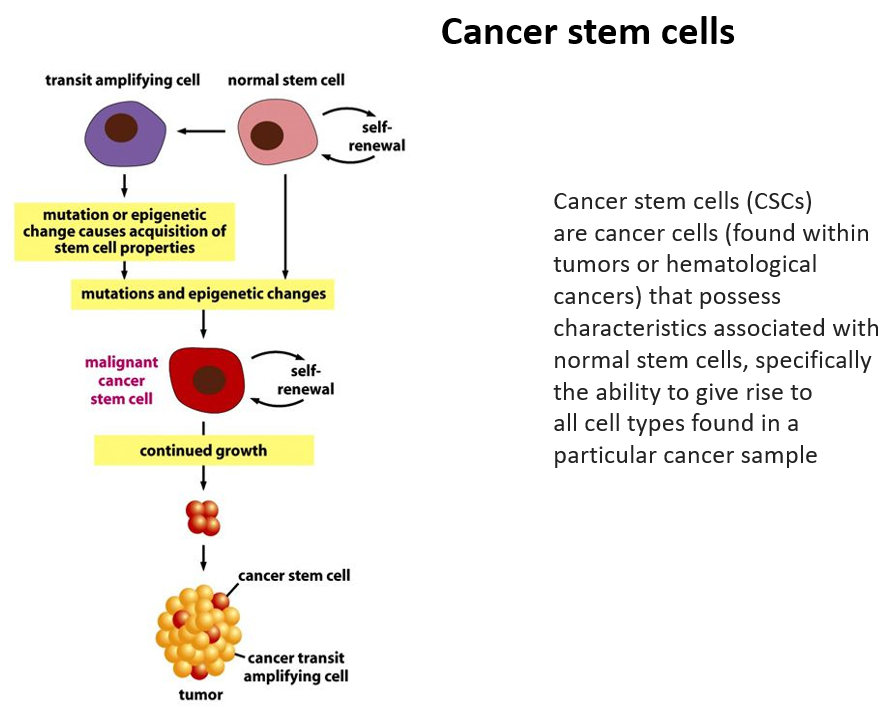 Cancer stem cells
transit amplifying cell
normal stem cell
self-
renewal
mutation or epigenetic
change causes acquisition of
stem cell properties
mutations and epigenetic changes
malignant
cancer
stem cell
self-
renewal
continued growth
cancer stem cell
cancer transit
amplifying cell
tumor
Cancer stem cells (CSCs)
are cancer cells (found within
tumors or hematological
cancers) that possess
characteristics associated with
normal stem cells, specifically
the ability to give rise to
all cell types found in a
particular cancer sample